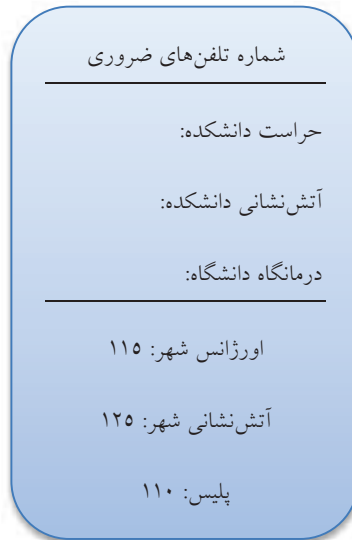 شماره تلفن‌های ضروری
حراست دانشکده:
آتش‌نشانی دانشکده:
درمانگاه دانشگاه:
اورژانس شهر: ۱۱۵
آتش‌نشانی شهر: ۱۲۵
پلیس: ۱۱۰